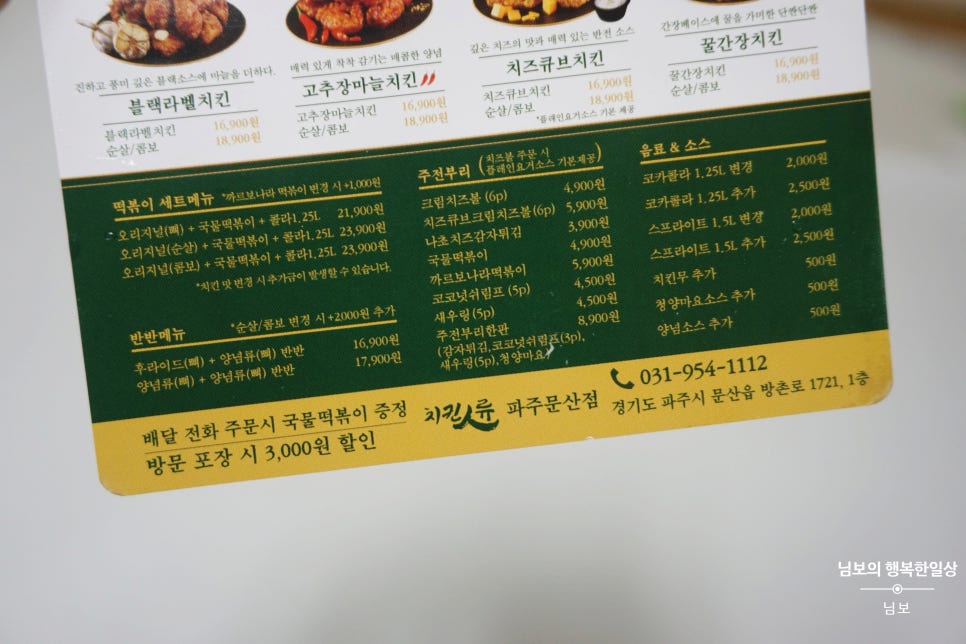 진하고 풍미 깊은 블랙소스에 마늘을 더하다.
블랙라벨치킨
블랙라벨치킨 16,900원
순살/콤보 18,900원
매력 있게 착착 감기는 매콤한 양념
고추장마늘치킨
고추장마늘치킨 16,900원
순살/콤보 18,900원
깊은 치즈의 맛과 매력 있는 반전 소스
치즈큐브치킨
치즈큐브치킨 16,900원
순살/콤보 18,900원
*플레인요거소스 기본 제공
간장베이스에 꿀을 가미한 단짠단짠
꿀간장치킨
꿀간장치킨 16,900원
순살/콤보 18,900원
떡볶이 세트메뉴 *까르보나라 떡볶이 변경 시 +1,000원
오리지널(뼈) + 국물떡볶이 + 콜라1.25L 21,900원
오리지널(순살) + 국물떡볶이 + 콜라1.25L 23,900원
오리지널(콤보) + 국물떡볶이 + 콜라1.25L 23,900원
*치킨 맛 변경 시 추가금이 발생할 수 있습니다.
반반메뉴 *순살/콤보 변경 시 +2000원 추가
후라이드(뼈) + 양념류(뼈) 반반 16,900원
양념류(뼈) + 양념류(뼈) 반반 17,900원
주전부리 (치즈볼 주문 시
플레인요거소스 기본제공)
크림치즈볼 (6p) 4,900원
치즈큐브크림치즈볼(6p) 5,900원
나초치즈감자튀김 3,900원
국물떡볶이 4,900원
까르보나라떡볶이 5,900원
코코넛쉬림프 (5p) 4,500원
새우링(5p) 4,500원
주전부리한판 8,900원
(감자튀김,코코넛쉬림프(3p),
새우링(5p),청양마요)
음료 & 소스
코카콜라 1.25L 변경 2,000원
코카콜라 1.25L 추가 2,500원
스프라이트 1.5L 변경 2,000원
스프라이트 1.5L 추가 2,500원
치킨무 추가 500원
청양마요소스 추가 500원
양념소스 추가 500원
배달 전화 주문시 국물떡볶이 증정
방문 포장 시 3,000원 할인
치킨人류 파주문산점
031-954-1112
경기도 파주시 문산읍 방촌로 1721, 1층
님보의 행복한일상
님보